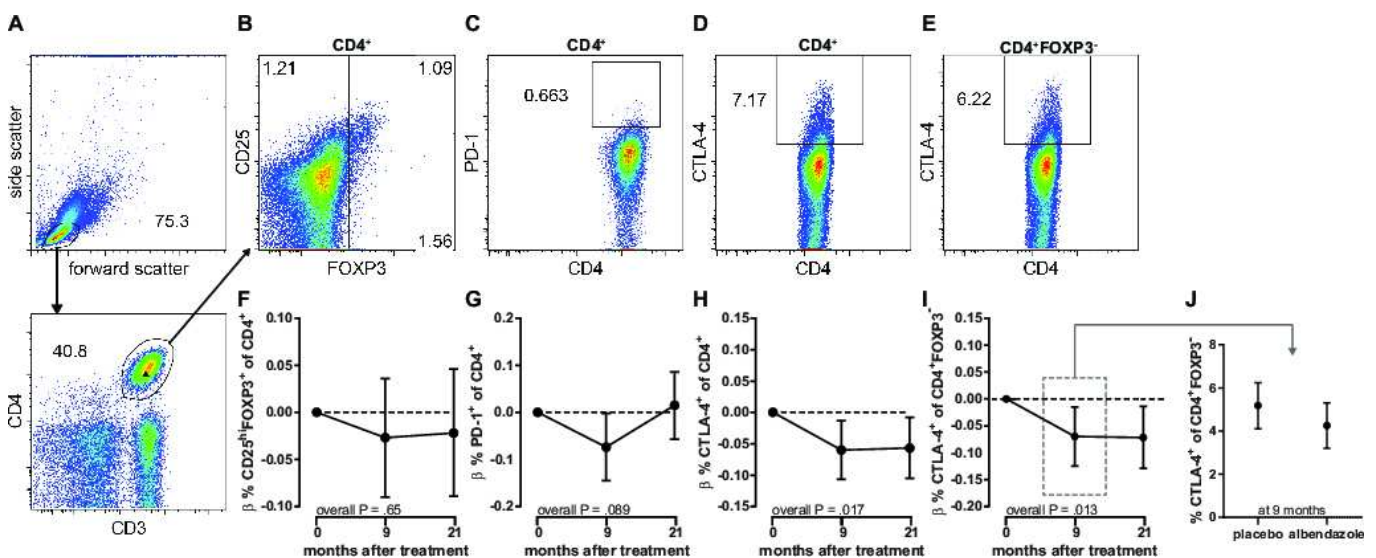 A
side scatter
75.3
forward scatter
CD4
40.8
CD3
B
CD4⁺
CD25
1.21
1.09
1.56
FOXP3
C
CD4⁺
PD-1
0.663
CD4
D
CD4⁺
CTLA-4
7.17
CD4
E
CD4⁺FOXP3⁻
CTLA-4
6.22
CD4
F
β % CD25ʰⁱFOXP3⁺ of CD4⁺
0.10
0.05
0.00
-0.05
-0.10
overall P = .65
0 9 21
months after treatment
G
β % PD-1⁺ of CD4⁺
0.2
0.1
0.0
-0.1
-0.2
overall P = .089
0 9 21
months after treatment
H
β % CTLA-4⁺ of CD4⁺
0.15
0.10
0.05
0.00
-0.05
-0.10
-0.15
overall P = .017
0 9 21
months after treatment
I
β % CTLA-4⁺ of CD4⁺FOXP3⁻
0.15
0.10
0.05
0.00
-0.05
-0.10
-0.15
-0.20
overall P = .013
0 9 21
months after treatment
J
% CTLA-4⁺ of CD4⁺FOXP3⁻
8
6
4
2
0
at 9 months
placebo albendazole